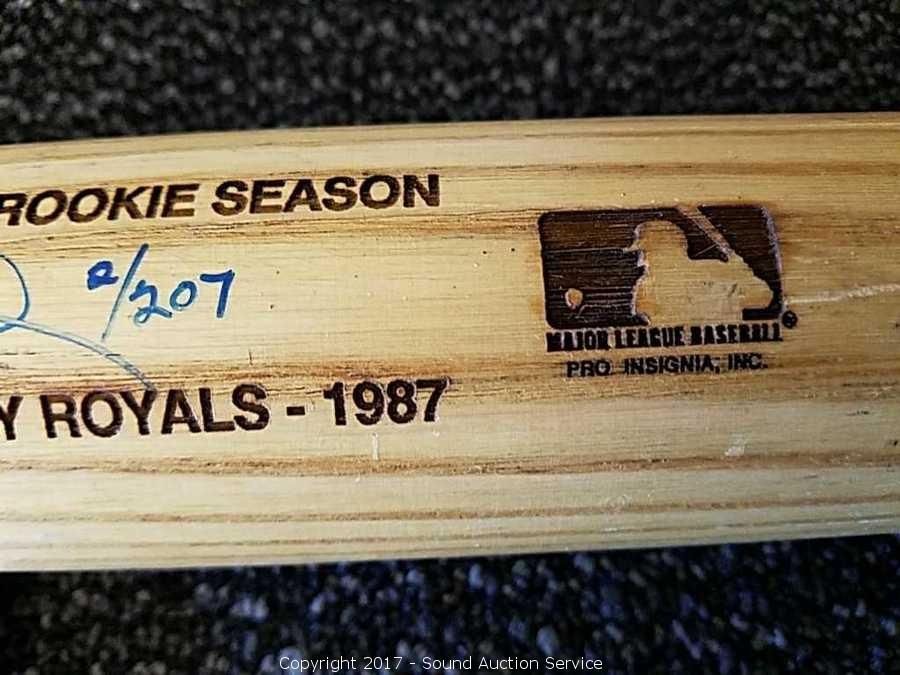 ROOKIE SEASON
2/207
Y ROYALS - 1987
MAJOR LEAGUE BASEBALL®
PRO INSIGNIA, INC.
Copyright 2017 - Sound Auction Service